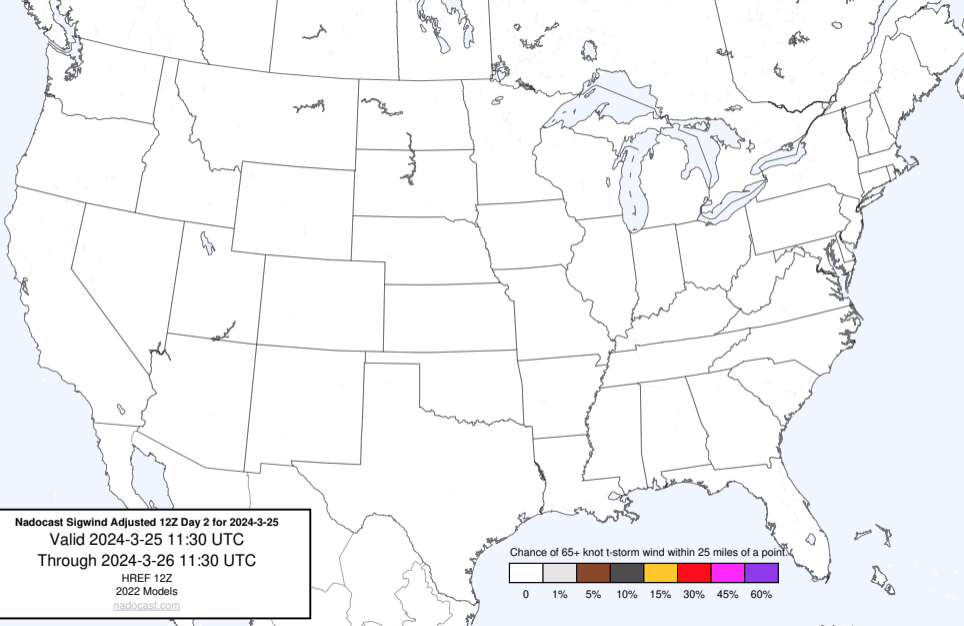 Nadocast Sigwind Adjusted 12Z Day 2 for 2024-3-25
Valid 2024-3-25 11:30 UTC
Through 2024-3-26 11:30 UTC
HREF 12Z
2022 Models
nadocast.com
Chance of 65+ knot t-storm wind within 25 miles of a point.
0 1% 5% 10% 15% 30% 45% 60%